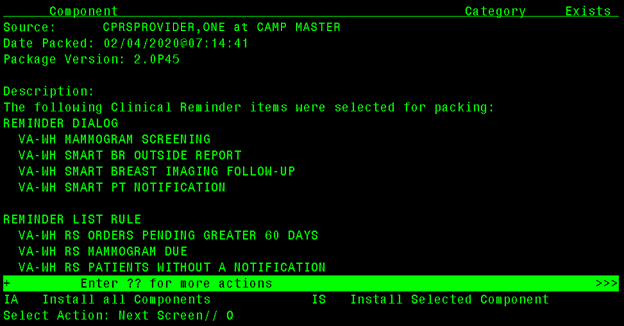 Component Category Exists
Source: CPRSPROVIDER,ONE at CAMP MASTER
Date Packed: 02/04/2020@07:14:41
Package Version: 2.0P45
Description:
The following Clinical Reminder items were selected for packing:
REMINDER DIALOG
VA-WH MAMMOGRAM SCREENING
VA-WH SMART BR OUTSIDE REPORT
VA-WH SMART BREAST IMAGING FOLLOW-UP
VA-WH SMART PT NOTIFICATION
REMINDER LIST RULE
VA-WH RS ORDERS PENDING GREATER 60 DAYS
VA-WH RS MAMMOGRAM DUE
VA-WH RS PATIENTS WITHOUT A NOTIFICATION
+ Enter ?? for more actions >>>
IA Install all Components IS Install Selected Component
Select Action: Next Screen// Q